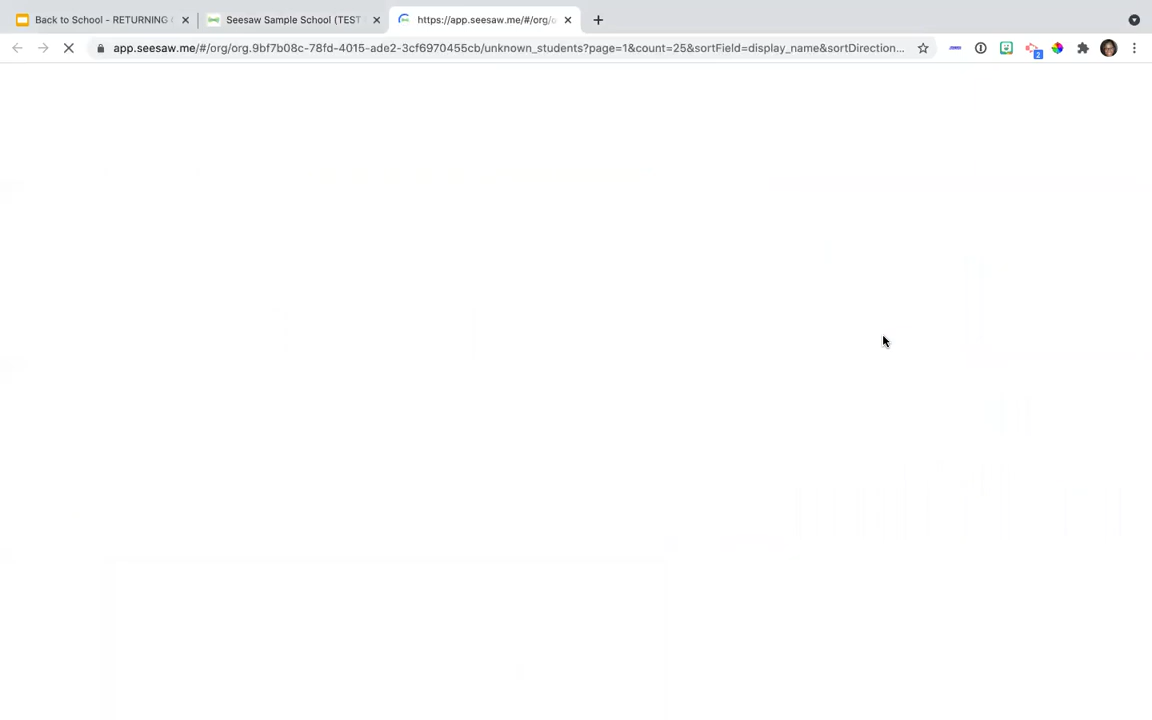 Back to School - RETURNING
Seesaw Sample School (TEST
https://app.seesaw.me/#/org/o
app.seesaw.me/#/org/org.9bf7b08c-78fd-4015-ade2-3cf6970455cb/unknown_students?page=1&count=25&sortField=display_name&sortDirection...
2